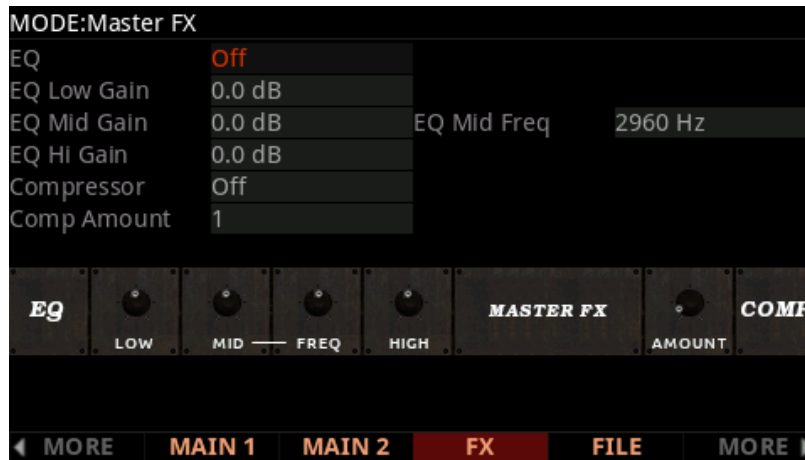 MODE:Master FX
EQ Off
EQ Low Gain 0.0 dB
EQ Mid Gain 0.0 dB EQ Mid Freq 2960 Hz
EQ Hi Gain 0.0 dB
Compressor Off
Comp Amount 1
EQ MASTER FX COMP
LOW MID FREQ HIGH AMOUNT
MORE MAIN 1 MAIN 2 FX FILE MORE